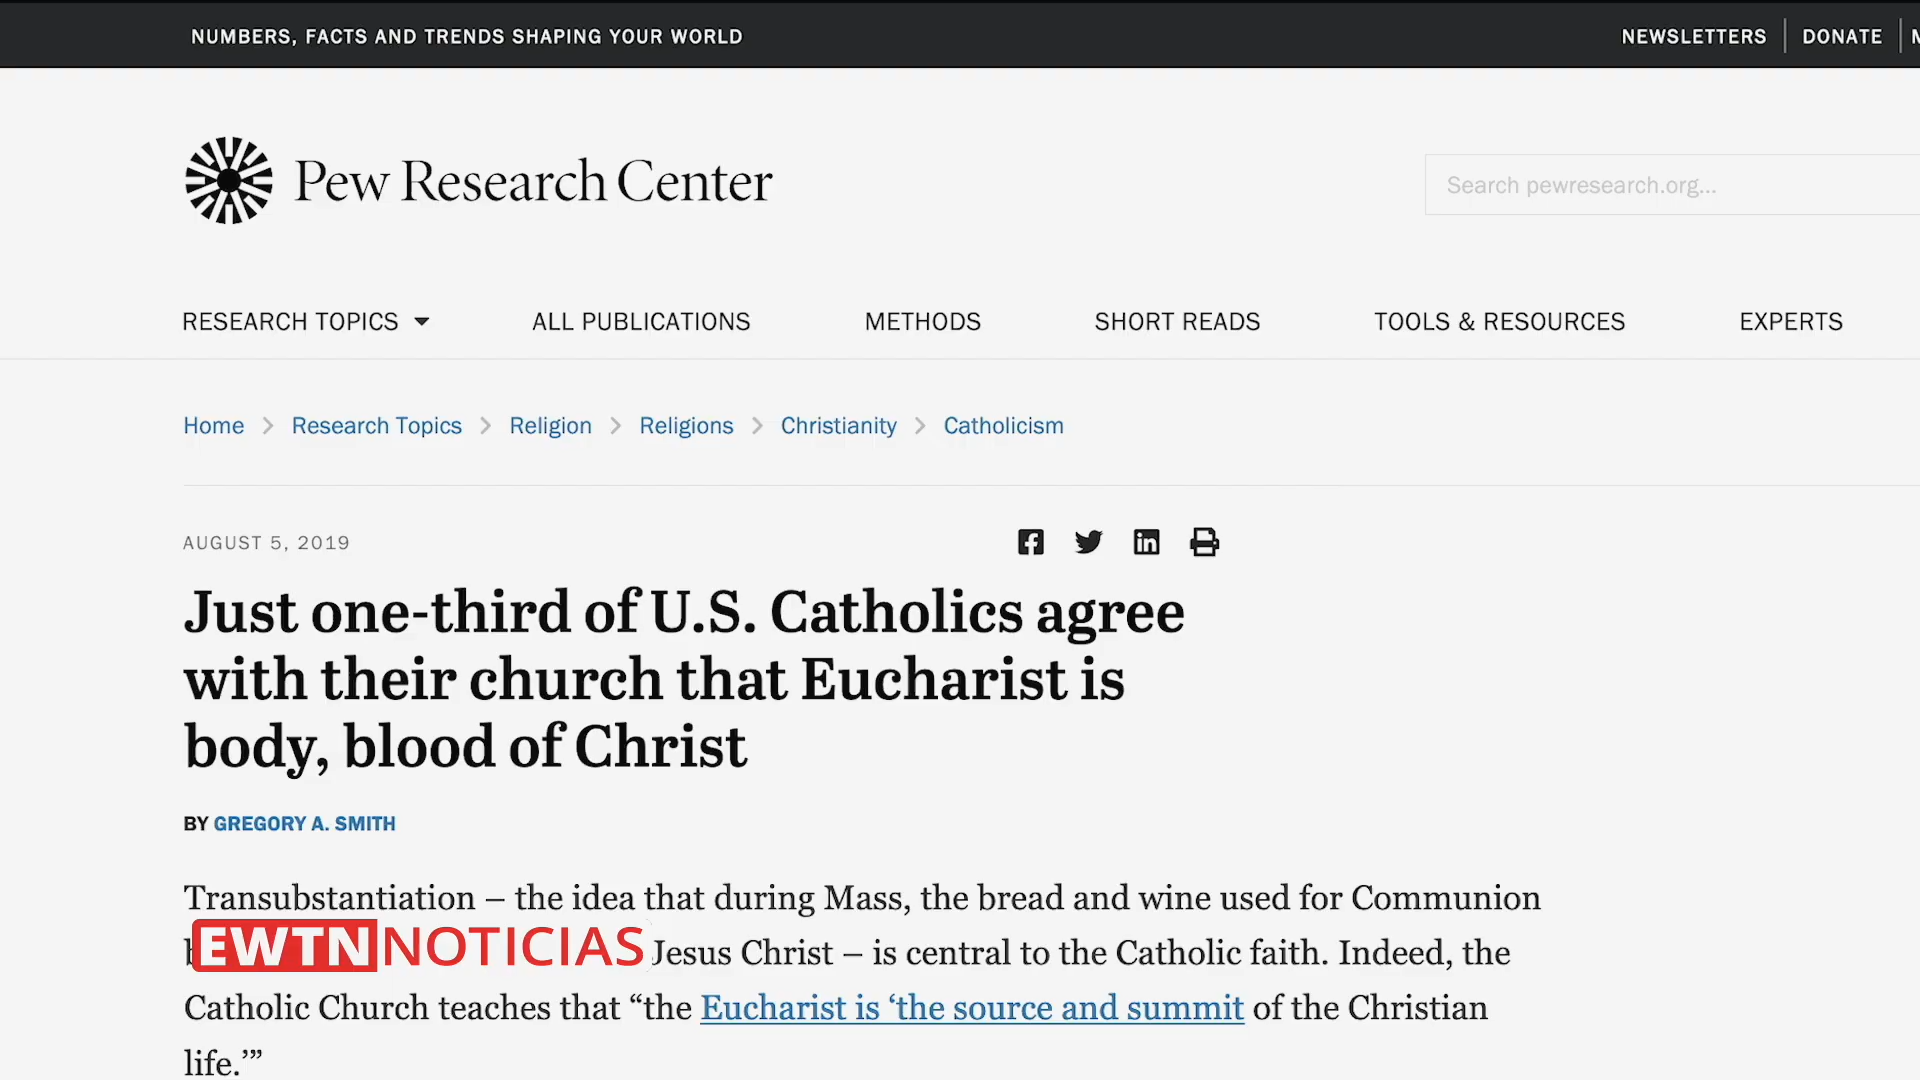 NUMBERS, FACTS AND TRENDS SHAPING YOUR WORLD
NEWSLETTERS
DONATE
Pew Research Center
Search pewresearch.org...
RESEARCH TOPICS
ALL PUBLICATIONS
METHODS
SHORT READS
TOOLS & RESOURCES
EXPERTS
Home > Research Topics > Religion > Religions > Christianity > Catholicism
AUGUST 5, 2019
Just one-third of U.S. Catholics agree
with their church that Eucharist is
body, blood of Christ
BY GREGORY A. SMITH
Transubstantiation – the idea that during Mass, the bread and wine used for Communion
EWTN NOTICIAS
Jesus Christ – is central to the Catholic faith. Indeed, the
Catholic Church teaches that “the Eucharist is ‘the source and summit of the Christian
life.’”